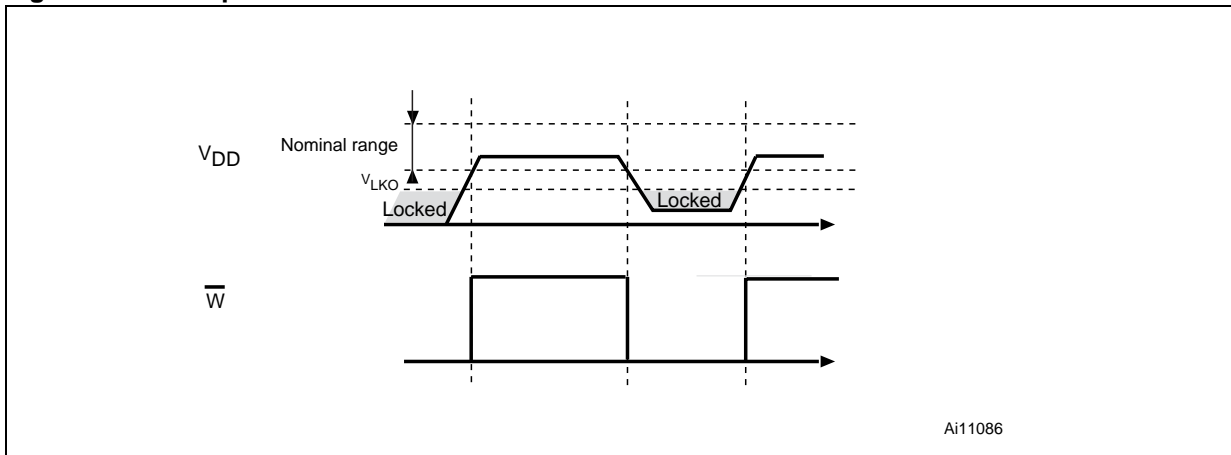 Nominal range
VDD
VLKO
Locked
Locked
W̅
Ai11086